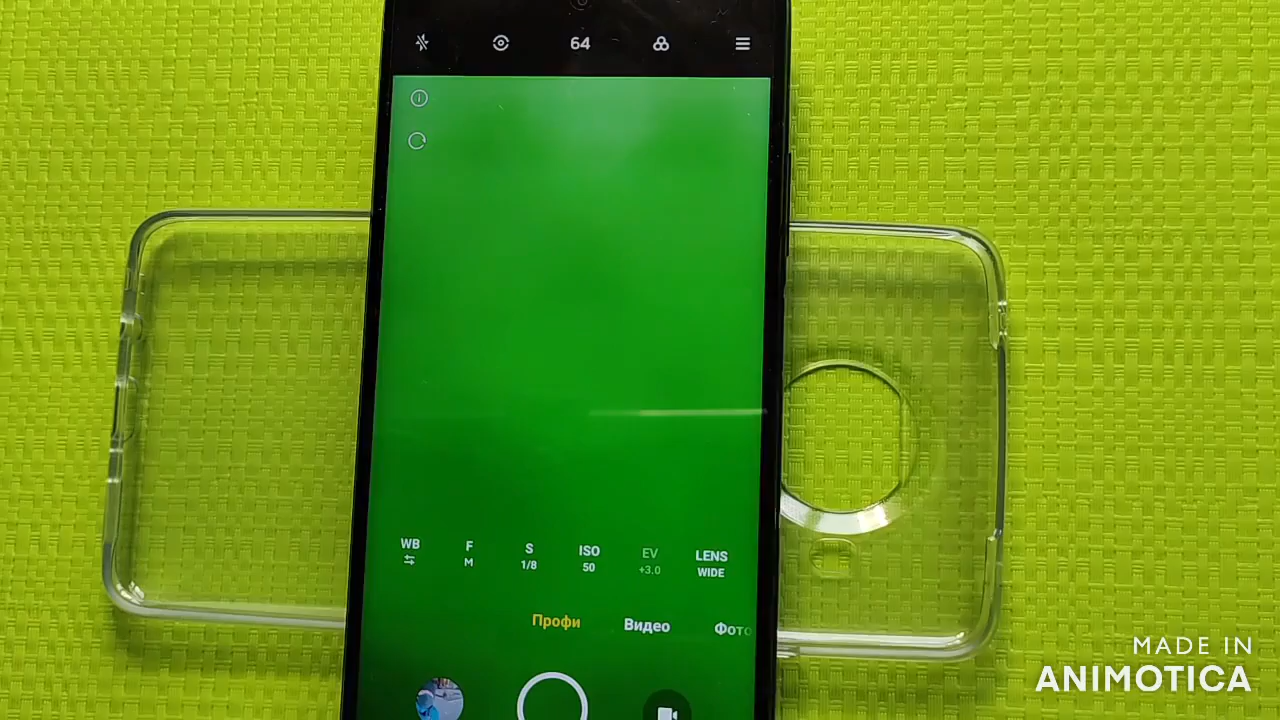 64
WB F S ISO EV LENS
M 1/8 50 +3.0 WIDE
Профи Видео Фото
MADE IN
ANIMOTICA